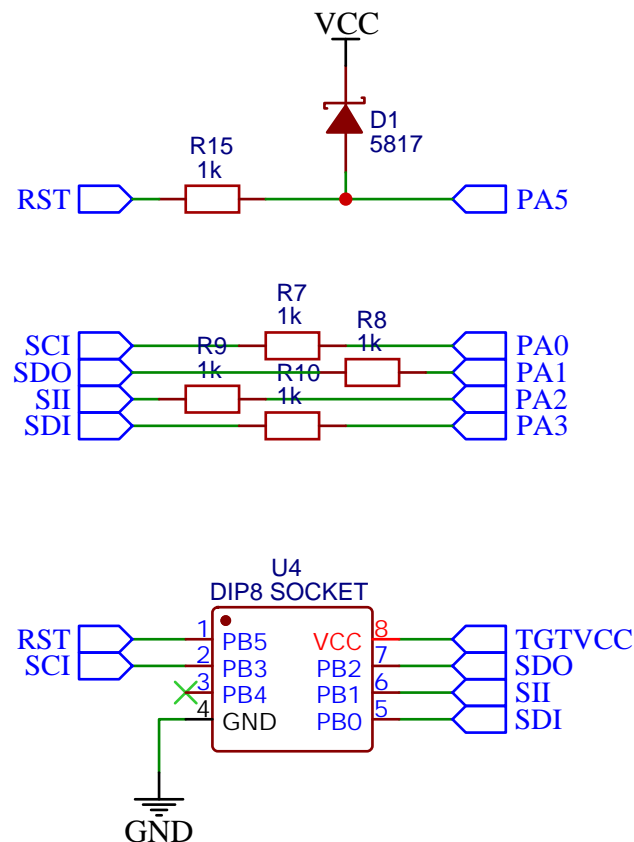 VCC
D1
5817
R15
1k
RST
PA5
R7
1k
R8
1k
SCI
PA0
R9
1k
R10
1k
SDO
PA1
SII
PA2
SDI
PA3
U4
DIP8 SOCKET
RST 1 PB5 VCC 8 TGTVCC
SCI 2 PB3 PB2 7 SDO
3 PB4 PB1 6 SII
4 GND PB0 5 SDI
GND